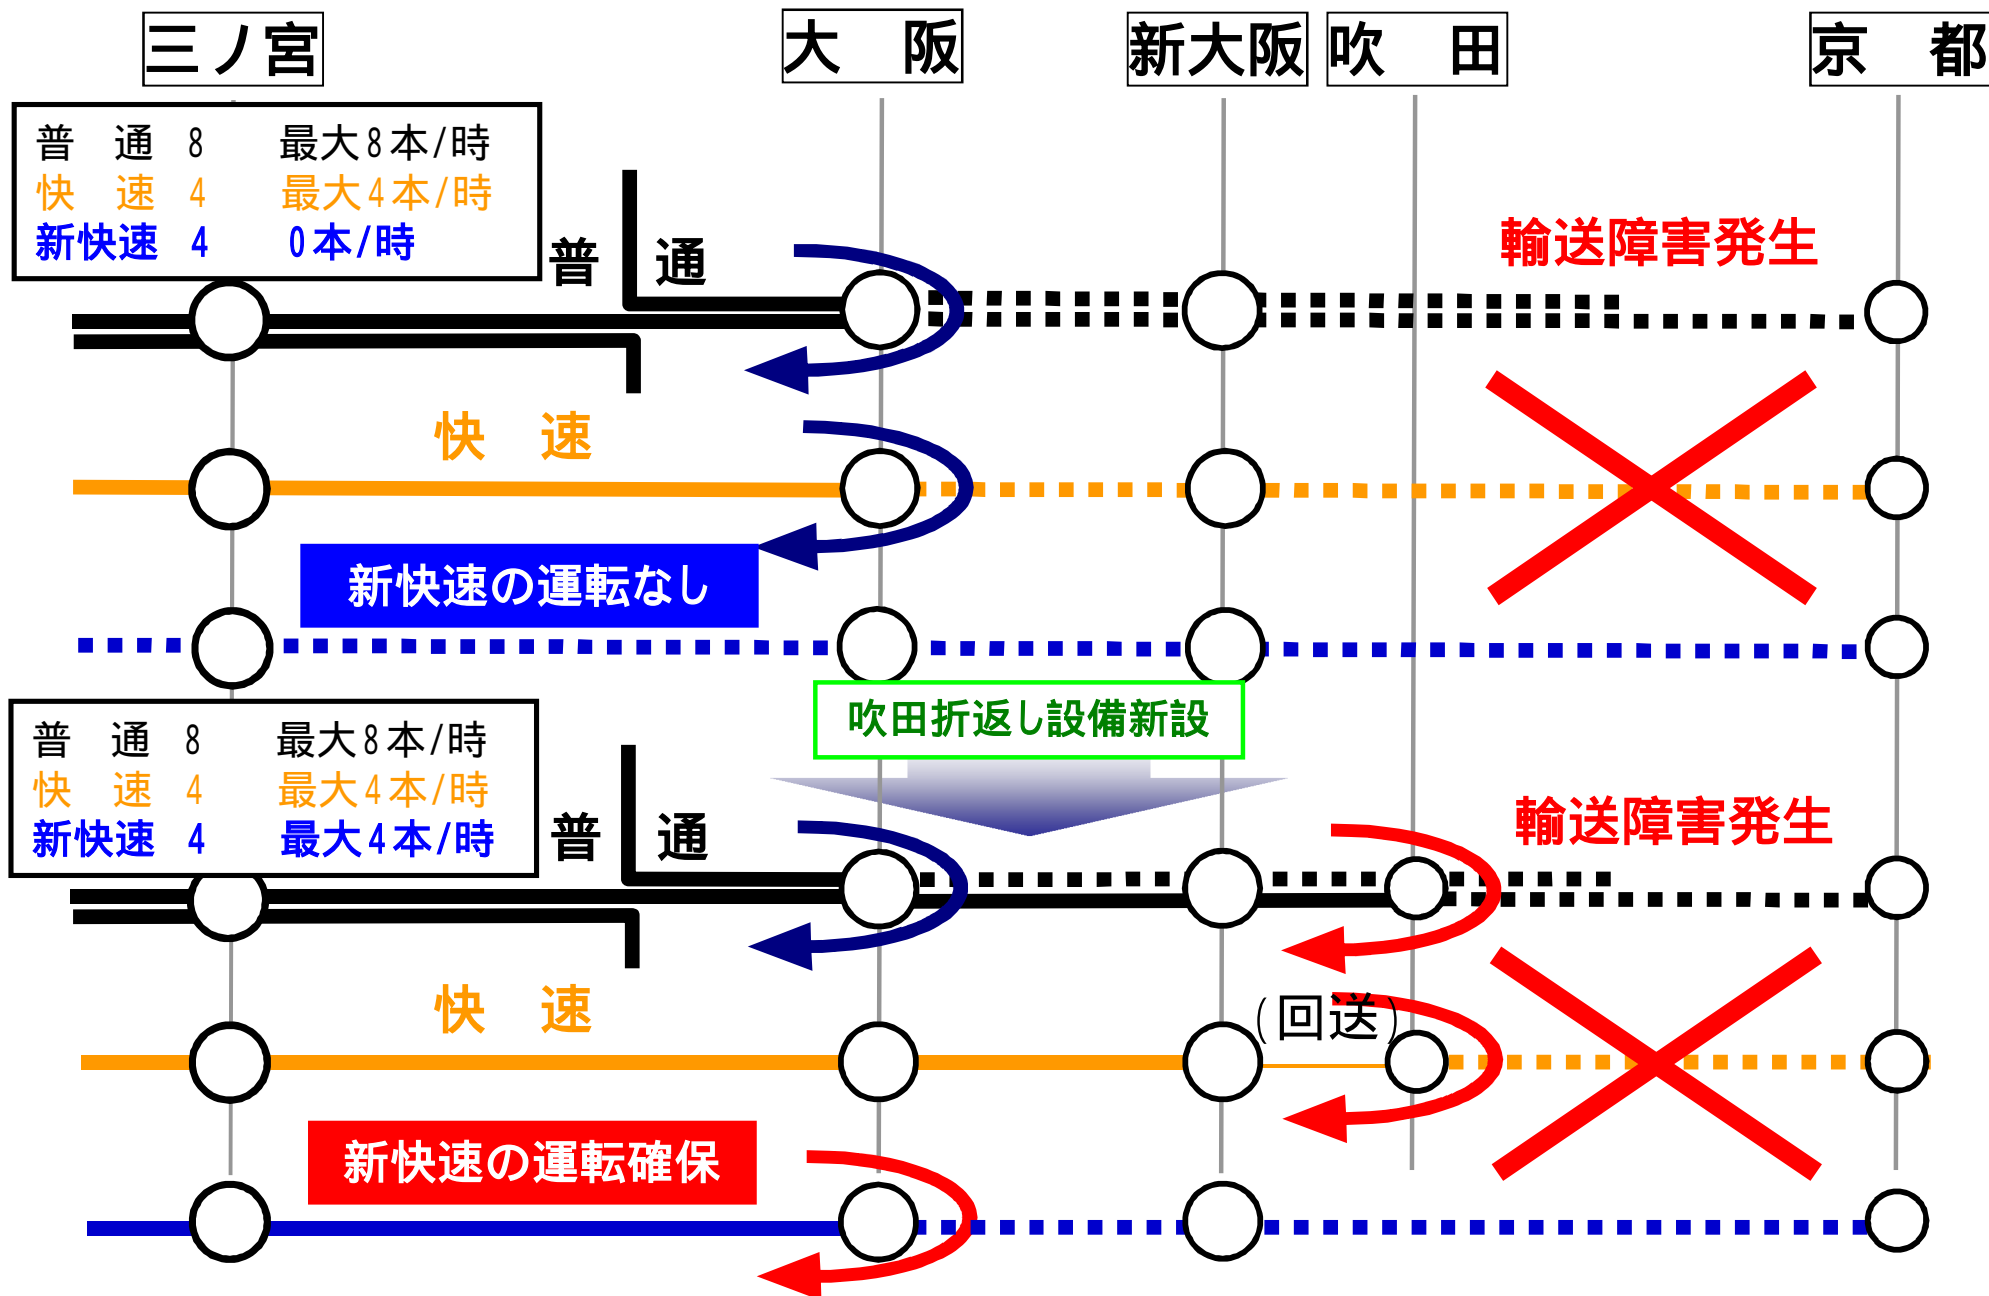 三ノ宮
大　阪
新大阪
吹　田
京　都
普　通　8　最大8本/時
快　速　4　最大4本/時
新快速　4　0本/時
普　通
輸送障害発生
快　速
新快速の運転なし
吹田折返し設備新設
普　通　8　最大8本/時
快　速　4　最大4本/時
新快速　4　最大4本/時
普　通
輸送障害発生
快　速
（回送）
新快速の運転確保